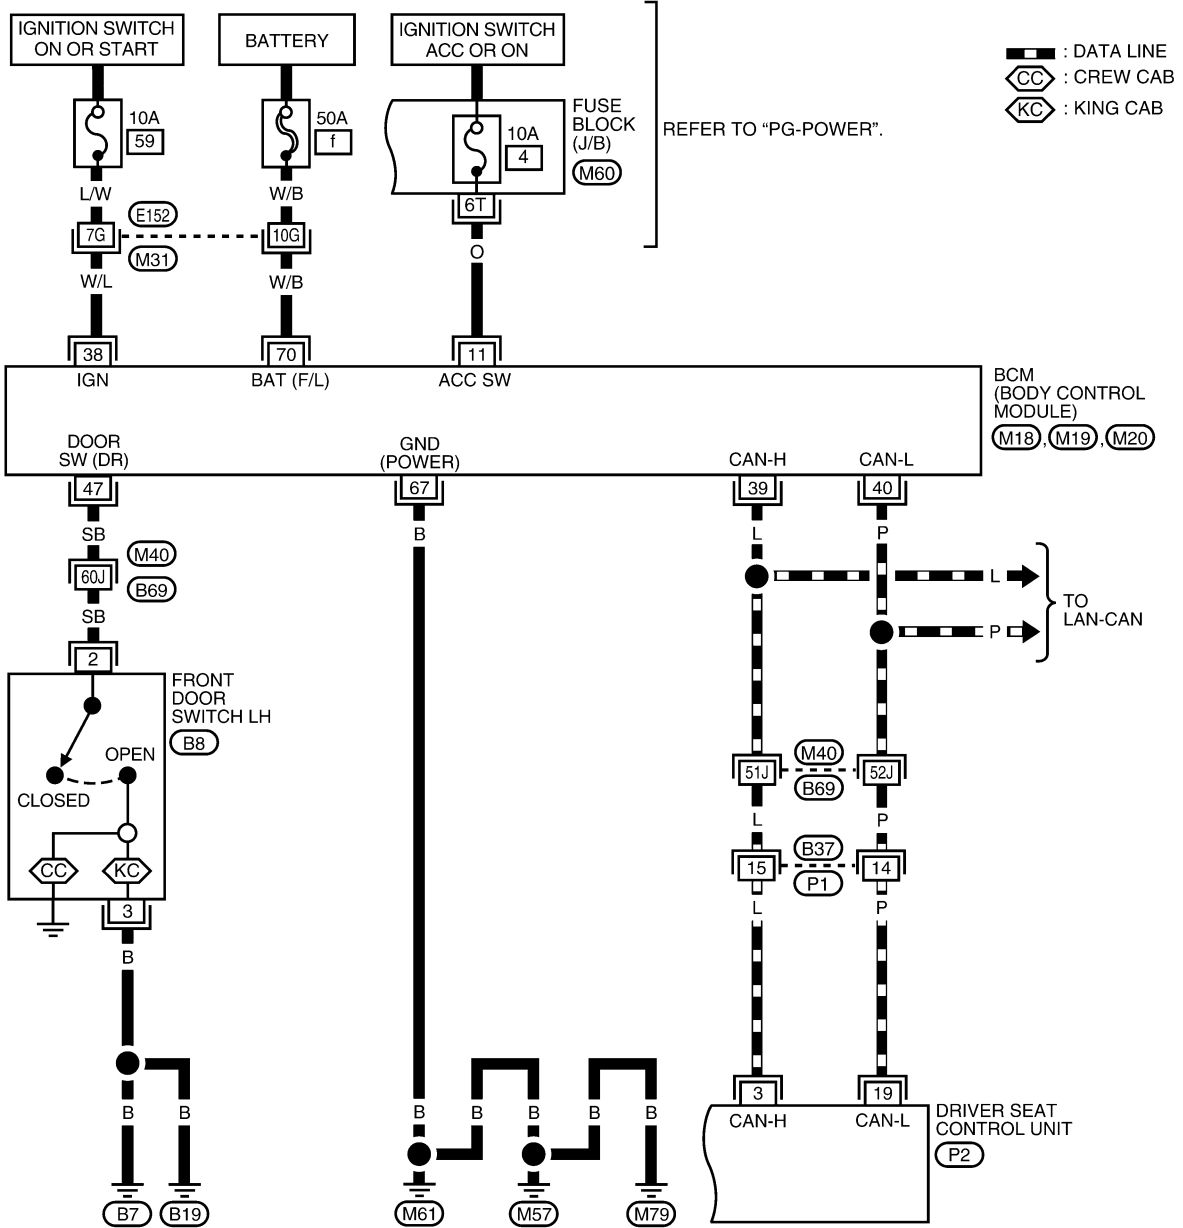 IGNITION SWITCH
ON OR START
BATTERY
IGNITION SWITCH
ACC OR ON
: DATA LINE
CC : CREW CAB
KC : KING CAB
10A
59
50A
f
10A
4
FUSE
BLOCK
(J/B)
M60
REFER TO “PG-POWER”.
L/W
W/B
6T
7G
E152
M31
10G
O
W/L
W/B
38
70
11
IGN
BAT (F/L)
ACC SW
BCM
(BODY CONTROL
MODULE)
M18 , M19 , M20
DOOR
SW (DR)
GND
(POWER)
CAN-H
CAN-L
47
67
39
40
SB
B
L
P
60J
M40
B69
L
P
TO
LAN-CAN
SB
2
FRONT
DOOR
SWITCH LH
B8
OPEN
CLOSED
CC
KC
51J
M40
B69
52J
L
P
15
B37
P1
14
L
P
3
B
B
B
B
B
B
B
B
3
19
CAN-H
CAN-L
DRIVER SEAT
CONTROL UNIT
P2
B7
B19
M61
M57
M79